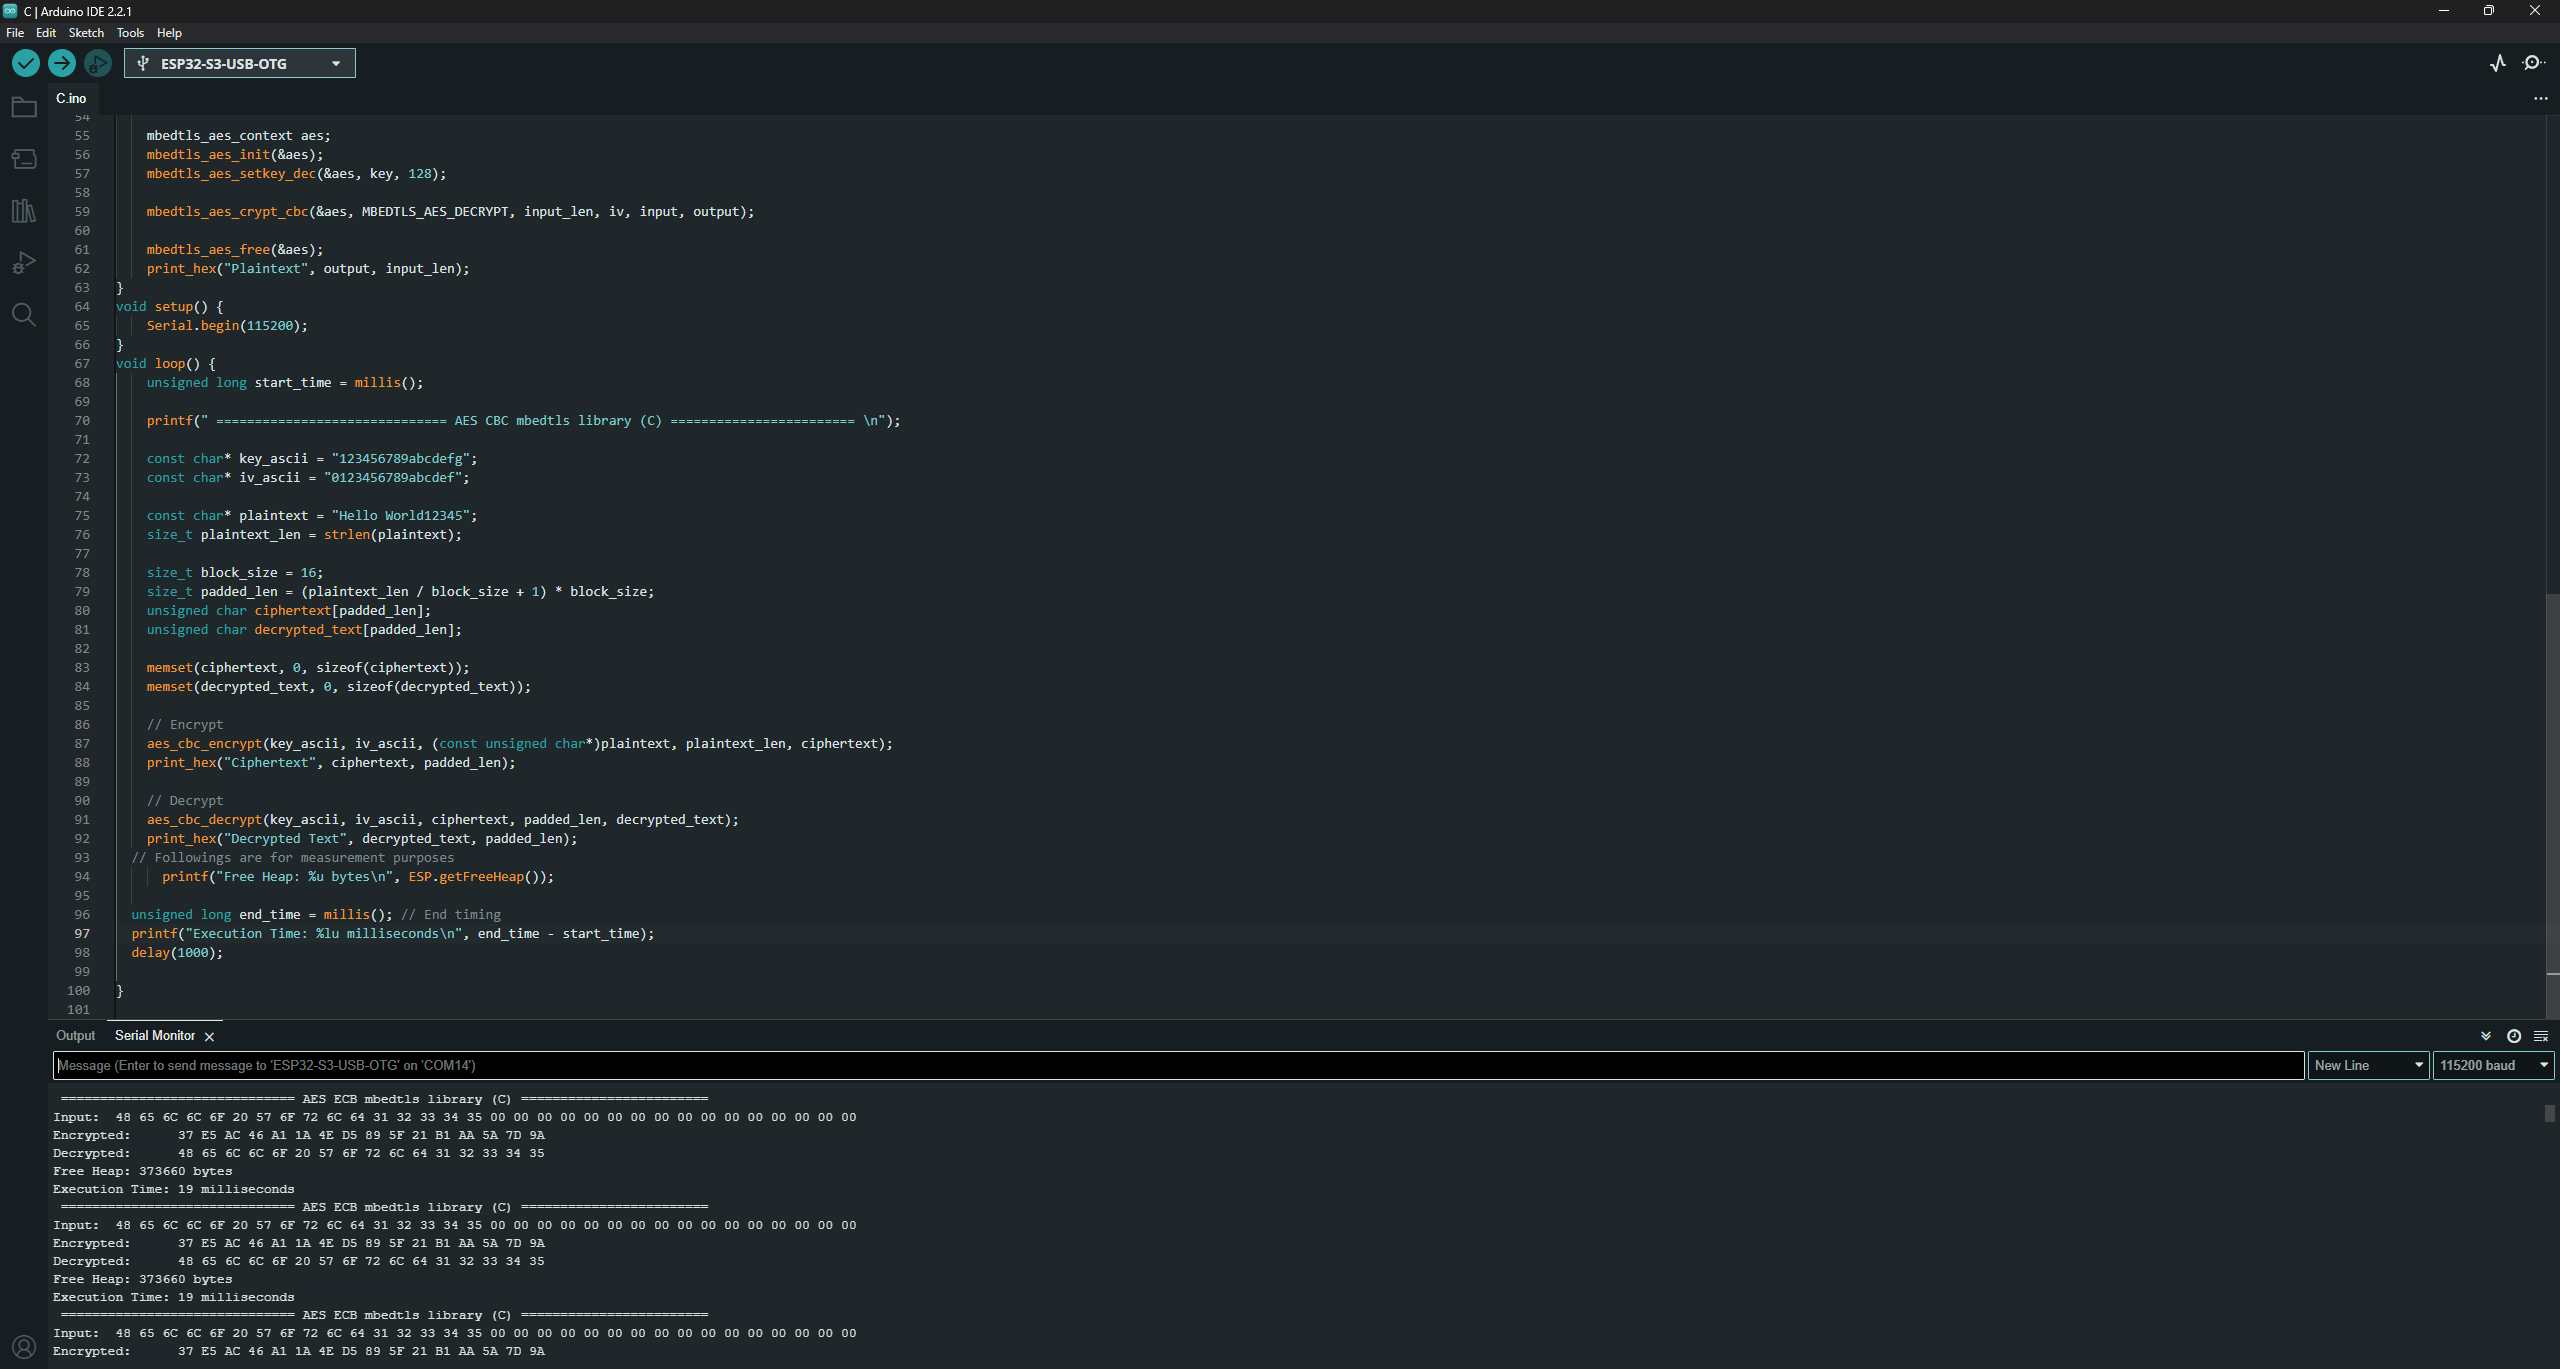 C | Arduino IDE 2.2.1
File Edit Sketch Tools Help
ESP32-S3-USB-OTG
C.ino
54
55 mbedtls_aes_context aes;
56 mbedtls_aes_init(&aes);
57 mbedtls_aes_setkey_dec(&aes, key, 128);
58
59 mbedtls_aes_crypt_cbc(&aes, MBEDTLS_AES_DECRYPT, input_len, iv, input, output);
60
61 mbedtls_aes_free(&aes);
62 print_hex("Plaintext", output, input_len);
63 }
64 void setup() {
65 Serial.begin(115200);
66 }
67 void loop() {
68 unsigned long start_time = millis();
69
70 printf(" ============================== AES CBC mbedtls library (C) ======================== \n");
71
72 const char* key_ascii = "123456789abcdefg";
73 const char* iv_ascii = "0123456789abcdef";
74
75 const char* plaintext = "Hello World12345";
76 size_t plaintext_len = strlen(plaintext);
77
78 size_t block_size = 16;
79 size_t padded_len = (plaintext_len / block_size + 1) * block_size;
80 unsigned char ciphertext[padded_len];
81 unsigned char decrypted_text[padded_len];
82
83 memset(ciphertext, 0, sizeof(ciphertext));
84 memset(decrypted_text, 0, sizeof(decrypted_text));
85
86 // Encrypt
87 aes_cbc_encrypt(key_ascii, iv_ascii, (const unsigned char*)plaintext, plaintext_len, ciphertext);
88 print_hex("Ciphertext", ciphertext, padded_len);
89
90 // Decrypt
91 aes_cbc_decrypt(key_ascii, iv_ascii, ciphertext, padded_len, decrypted_text);
92 print_hex("Decrypted Text", decrypted_text, padded_len);
93 // Followings are for measurement purposes
94 printf("Free Heap: %u bytes\n", ESP.getFreeHeap());
95
96 unsigned long end_time = millis(); // End timing
97 printf("Execution Time: %lu milliseconds\n", end_time - start_time);
98 delay(1000);
99
100 }
101
Output Serial Monitor
Message (Enter to send message to 'ESP32-S3-USB-OTG' on 'COM14') New Line 115200 baud
============================== AES ECB mbedtls library (C) ========================
Input: 48 65 6C 6C 6F 20 57 6F 72 6C 64 31 32 33 34 35 00 00 00 00 00 00 00 00 00 00 00 00 00 00 00 00
Encrypted: 37 E5 AC 46 A1 1A 4E D5 89 5F 21 B1 AA 5A 7D 9A
Decrypted: 48 65 6C 6C 6F 20 57 6F 72 6C 64 31 32 33 34 35
Free Heap: 373660 bytes
Execution Time: 19 milliseconds
============================== AES ECB mbedtls library (C) ========================
Input: 48 65 6C 6C 6F 20 57 6F 72 6C 64 31 32 33 34 35 00 00 00 00 00 00 00 00 00 00 00 00 00 00 00 00
Encrypted: 37 E5 AC 46 A1 1A 4E D5 89 5F 21 B1 AA 5A 7D 9A
Decrypted: 48 65 6C 6C 6F 20 57 6F 72 6C 64 31 32 33 34 35
Free Heap: 373660 bytes
Execution Time: 19 milliseconds
============================== AES ECB mbedtls library (C) ========================
Input: 48 65 6C 6C 6F 20 57 6F 72 6C 64 31 32 33 34 35 00 00 00 00 00 00 00 00 00 00 00 00 00 00 00 00
Encrypted: 37 E5 AC 46 A1 1A 4E D5 89 5F 21 B1 AA 5A 7D 9A